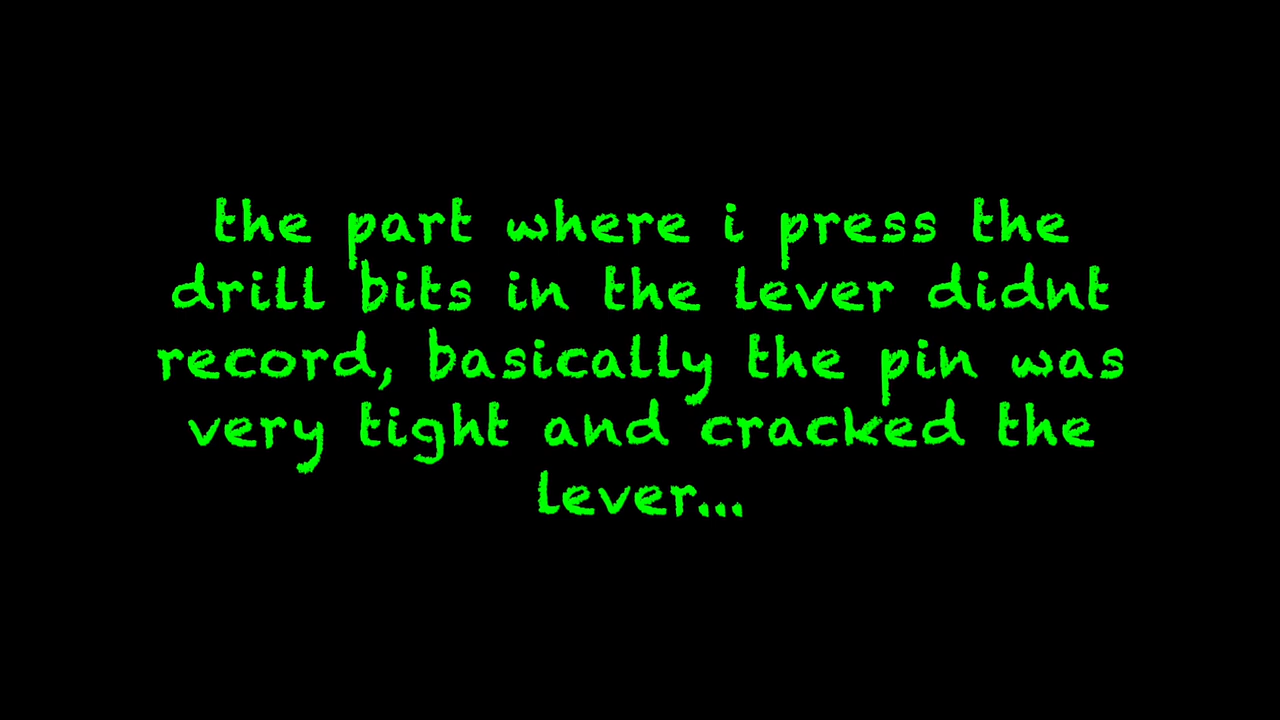 the part where i press the
drill bits in the lever didnt
record, basically the pin was
very tight and cracked the
lever...